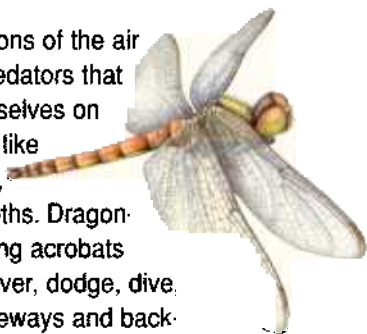 ons of the air
edators that
selves on
like
ths. Dragon-
ng acrobats
ver, dodge, dive,
eways and back-